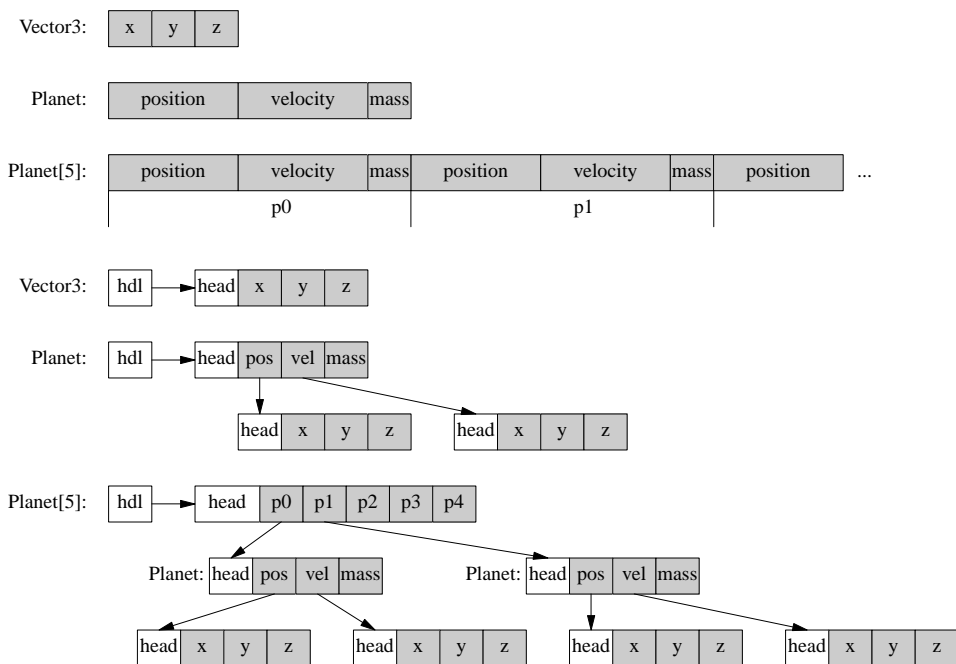 Vector3: x y z
Planet: position velocity mass
Planet[5]: position velocity mass position velocity mass position ...
p0 p1
Vector3: hdl head x y z
Planet: hdl head pos vel mass
head x y z head x y z
Planet[5]: hdl head p0 p1 p2 p3 p4
Planet: head pos vel mass Planet: head pos vel mass
head x y z head x y z head x y z head x y z